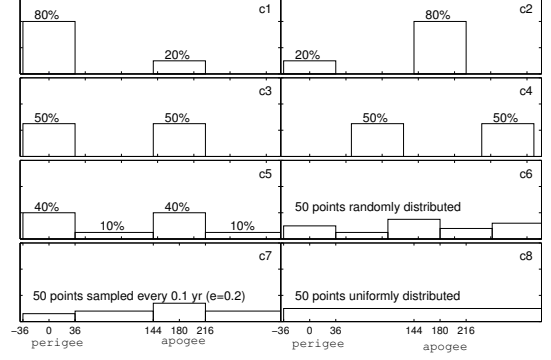 c1
80%
20%
c2
80%
20%
c3
50%
50%
c4
50%
50%
c5
40%
40%
10%
10%
c6
50 points randomly distributed
c7
50 points sampled every 0.1 yr (e=0.2)
c8
50 points uniformly distributed
−36 0 36 144 180 216 −36 0 36 144 180 216
perigee apogee perigee apogee